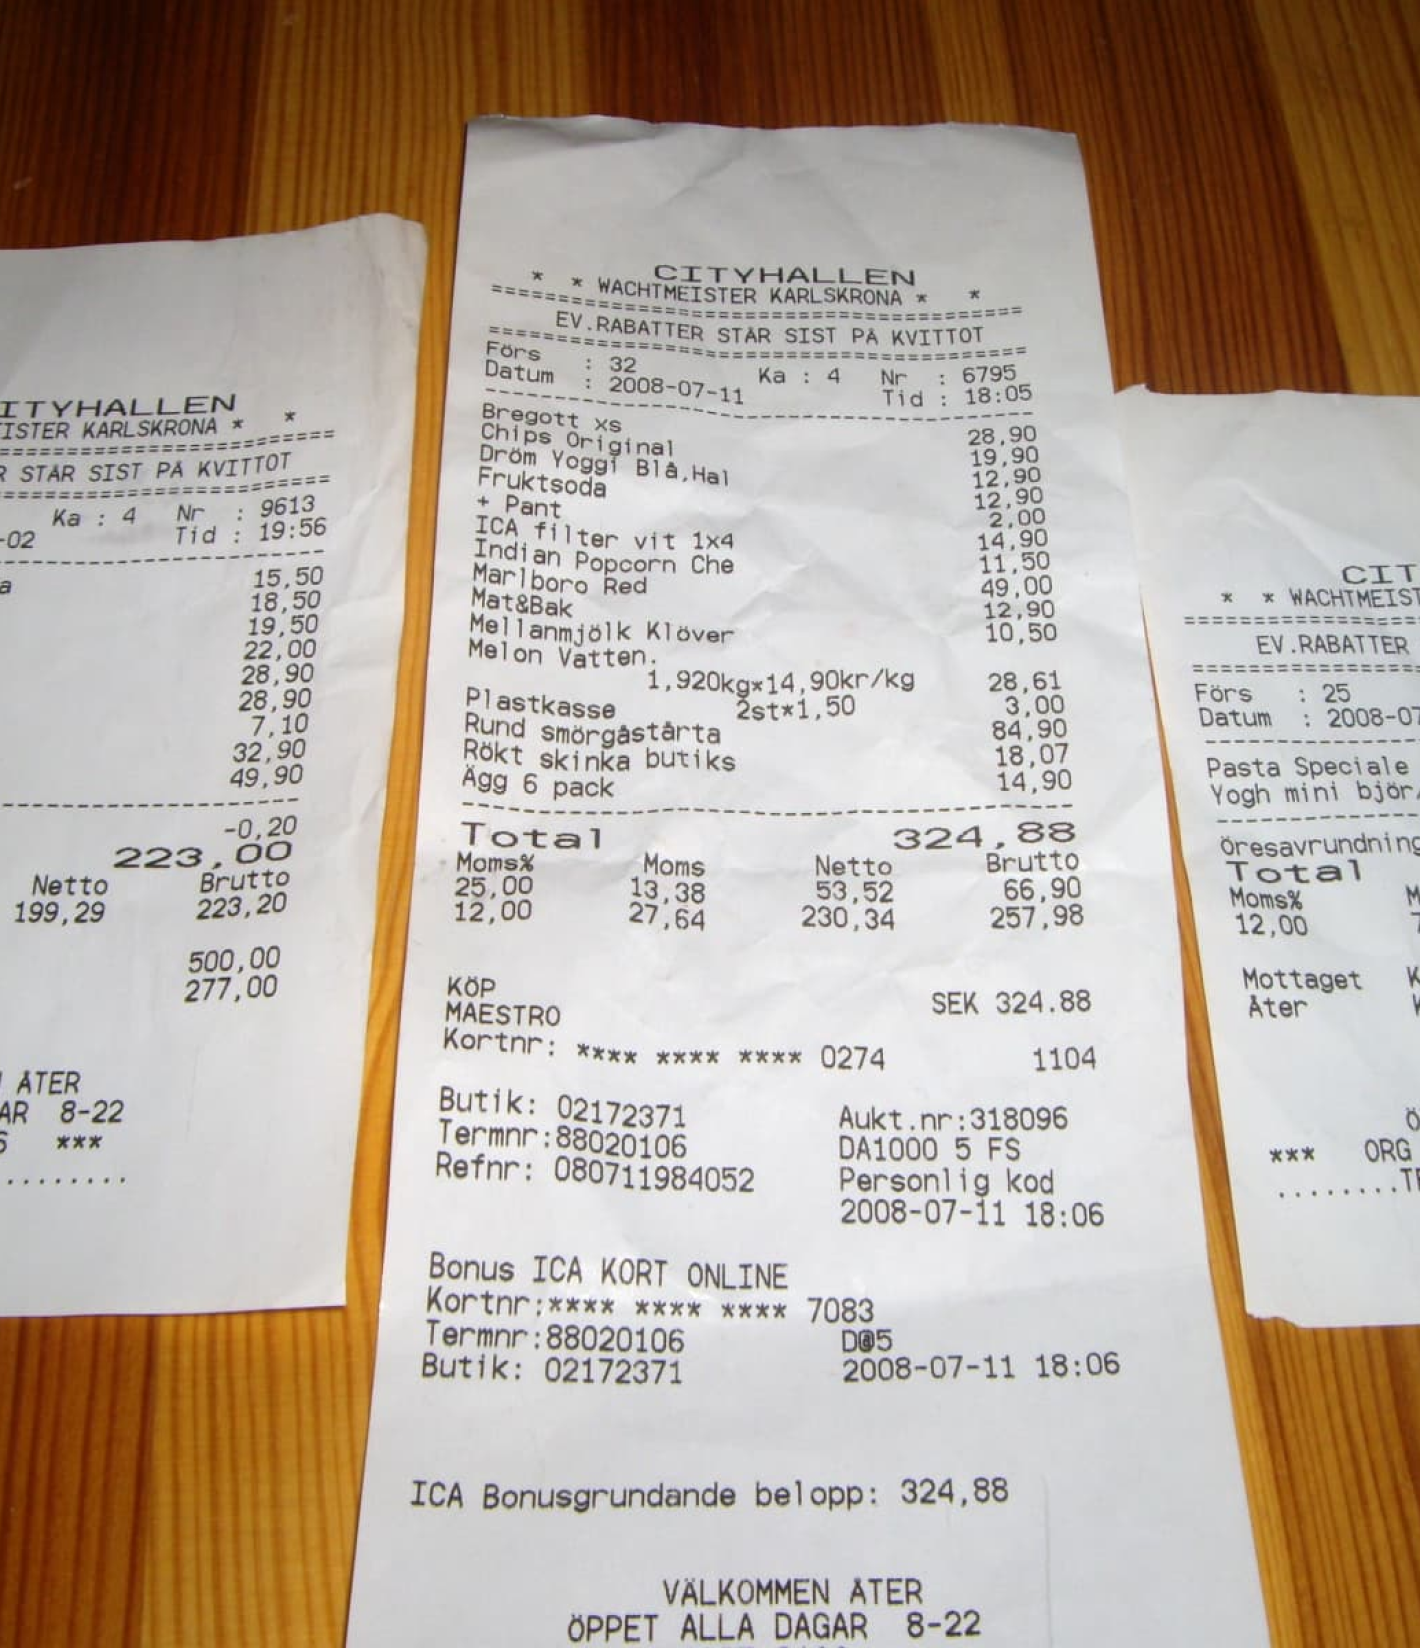 ITYHALLEN
ISTER KARLSKRONA * *
R STAR SIST PÅ KVITTOT
Ka : 4 Nr : 9613
-02 Tid : 19:56
a 15,50
18,50
19,50
22,00
28,90
28,90
7,10
32,90
49,90
-0,20
223,00
Netto Brutto
199,29 223,20
500,00
277,00
ÅTER
AR 8-22
***
.........
CITYHALLEN
* * WACHTMEISTER KARLSKRONA * *
EV.RABATTER STÅR SIST PÅ KVITTOT
Förs : 32 Ka : 4 Nr : 6795
Datum : 2008-07-11 Tid : 18:05
Bregott xs 28,90
Chips Original 19,90
Dröm Yoggi Blå,Hal 12,90
Fruktsoda 12,90
+ Pant 2,00
ICA filter vit 1x4 14,90
Indian Popcorn Che 11,50
Marlboro Red 49,00
Mat&Bak 12,90
Mellanmjölk Klöver 10,50
Melon Vatten.
1,920kg*14,90kr/kg 28,61
Plastkasse 2st*1,50 3,00
Rund smörgåstårta 84,90
Rökt skinka butiks 18,07
Ägg 6 pack 14,90
Total 324,88
Moms% Moms Netto Brutto
25,00 13,38 53,52 66,90
12,00 27,64 230,34 257,98
KÖP SEK 324.88
MAESTRO
Kortnr: **** **** **** 0274 1104
Butik: 02172371 Aukt.nr:318096
Termnr:88020106 DA1000 5 FS
Refnr: 080711984052 Personlig kod
2008-07-11 18:06
Bonus ICA KORT ONLINE
Kortnr:**** **** **** 7083
Termnr:88020106 D@5
Butik: 02172371 2008-07-11 18:06
ICA Bonusgrundande belopp: 324,88
VÄLKOMMEN ÅTER
ÖPPET ALLA DAGAR 8-22
CIT
* * WACHTMEIST
EV.RABATTER
Förs : 25
Datum : 2008-07
Pasta Speciale
Yogh mini björ
Öresavrundning
Total
Moms% M
12,00
Mottaget K
Åter
Ö
*** ORG
........T